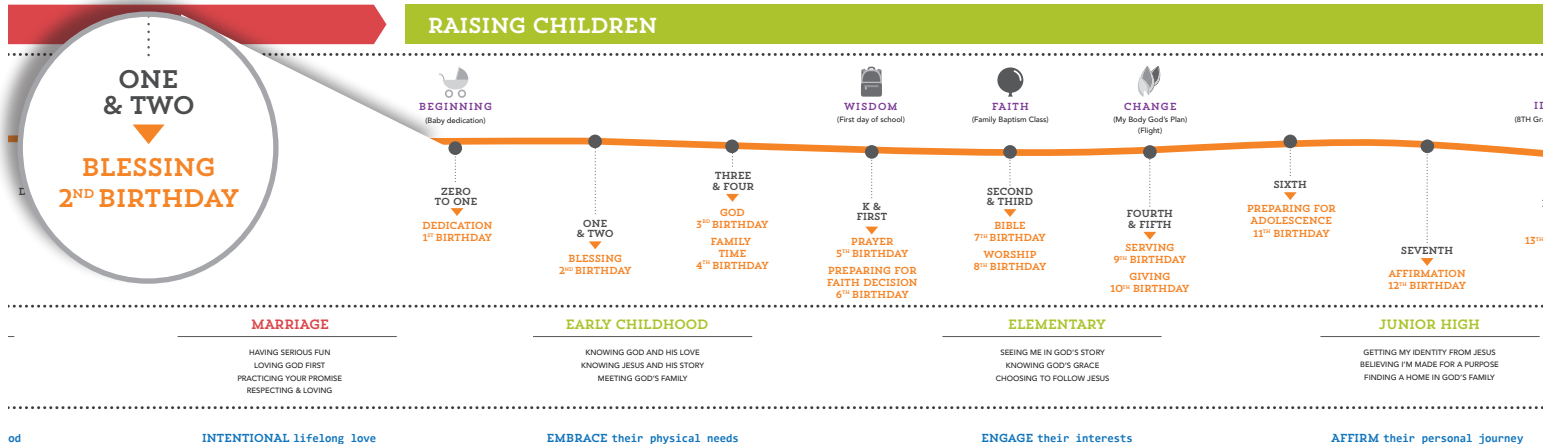 RAISING CHILDREN
ONE
& TWO
BLESSING
2ND BIRTHDAY
BEGINNING
(Baby dedication)
WISDOM
(First day of school)
FAITH
(Family Baptism Class)
CHANGE
(My Body God's Plan)
(Flight)
ZERO
TO ONE
DEDICATION
1ST BIRTHDAY
ONE
& TWO
BLESSING
2ND BIRTHDAY
THREE
& FOUR
GOD
3RD BIRTHDAY
FAMILY
TIME
4TH BIRTHDAY
K &
FIRST
PRAYER
5TH BIRTHDAY
PREPARING FOR
FAITH DECISION
6TH BIRTHDAY
SECOND
& THIRD
BIBLE
7TH BIRTHDAY
WORSHIP
8TH BIRTHDAY
FOURTH
& FIFTH
SERVING
9TH BIRTHDAY
GIVING
10TH BIRTHDAY
SIXTH
PREPARING FOR
ADOLESCENCE
11TH BIRTHDAY
SEVENTH
AFFIRMATION
12TH BIRTHDAY
13TH
MARRIAGE
HAVING SERIOUS FUN
LOVING GOD FIRST
PRACTICING YOUR PROMISE
RESPECTING & LOVING
EARLY CHILDHOOD
KNOWING GOD AND HIS LOVE
KNOWING JESUS AND HIS STORY
MEETING GOD'S FAMILY
ELEMENTARY
SEEING ME IN GOD'S STORY
KNOWING GOD'S GRACE
CHOOSING TO FOLLOW JESUS
JUNIOR HIGH
GETTING MY IDENTITY FROM JESUS
BELIEVING I'M MADE FOR A PURPOSE
FINDING A HOME IN GOD'S FAMILY
od
INTENTIONAL lifelong love
EMBRACE their physical needs
ENGAGE their interests
AFFIRM their personal journey